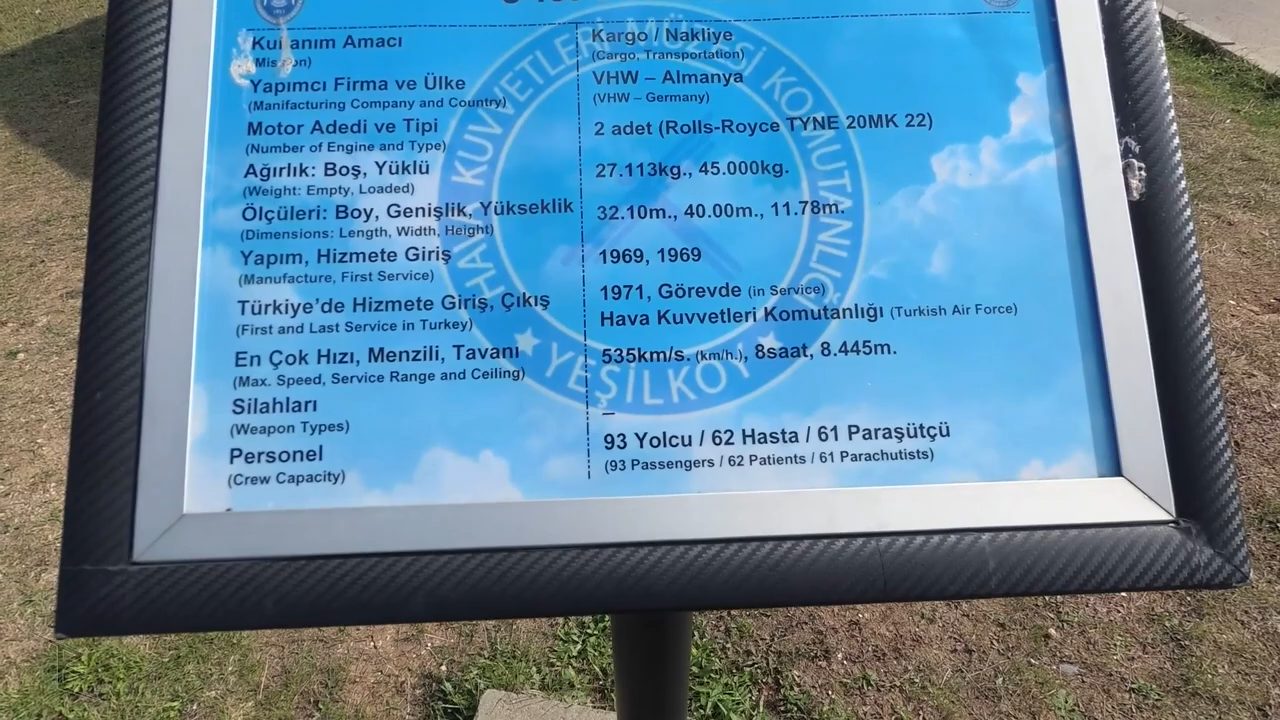 Kullanım Amacı
(Mission)
Kargo / Nakliye
(Cargo, Transportation)
Yapımcı Firma ve Ülke
(Manifacturing Company and Country)
VHW – Almanya
(VHW – Germany)
Motor Adedi ve Tipi
(Number of Engine and Type)
2 adet (Rolls-Royce TYNE 20MK 22)
Ağırlık: Boş, Yüklü
(Weight: Empty, Loaded)
27.113kg., 45.000kg.
Ölçüleri: Boy, Genişlik, Yükseklik
(Dimensions: Length, Width, Height)
32.10m., 40.00m., 11.78m.
Yapım, Hizmete Giriş
(Manufacture, First Service)
1969, 1969
Türkiye'de Hizmete Giriş, Çıkış
(First and Last Service in Turkey)
1971, Görevde (in Service)
Hava Kuvvetleri Komutanlığı (Turkish Air Force)
En Çok Hızı, Menzili, Tavanı
(Max. Speed, Service Range and Ceiling)
535km/s. (km/h.), 8saat, 8.445m.
Silahları
(Weapon Types)
–
Personel
(Crew Capacity)
93 Yolcu / 62 Hasta / 61 Paraşütçü
(93 Passengers / 62 Patients / 61 Parachutists)
HAVA KUVVETLERİ MÜZESİ KOMUTANLIĞI
YEŞİLKÖY